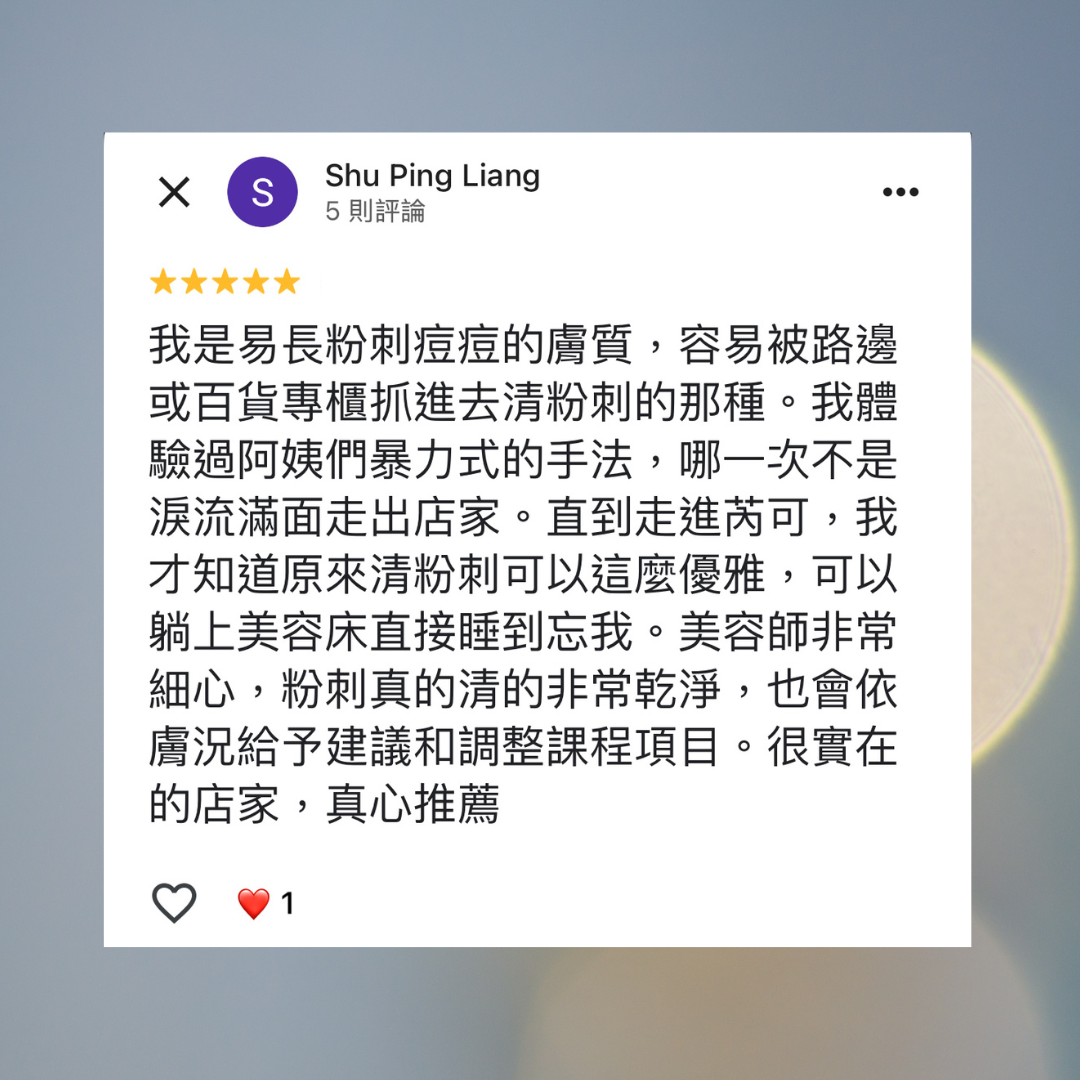 S
Shu Ping Liang
5 則評論
我是易長粉刺痘痘的膚質，容易被路邊
或百貨專櫃抓進去清粉刺的那種。我體
驗過阿姨們暴力式的手法，哪一次不是
淚流滿面走出店家。直到走進芮可，我
才知道原來清粉刺可以這麼優雅，可以
躺上美容床直接睡到忘我。美容師非常
細心，粉刺真的清的非常乾淨，也會依
膚況給予建議和調整課程項目。很實在
的店家，真心推薦
1